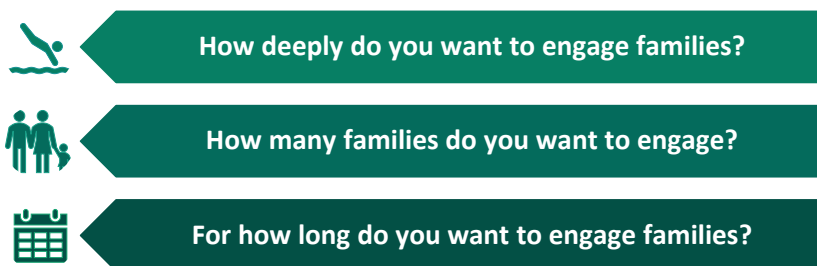 How deeply do you want to engage families?
How many families do you want to engage?
For how long do you want to engage families?